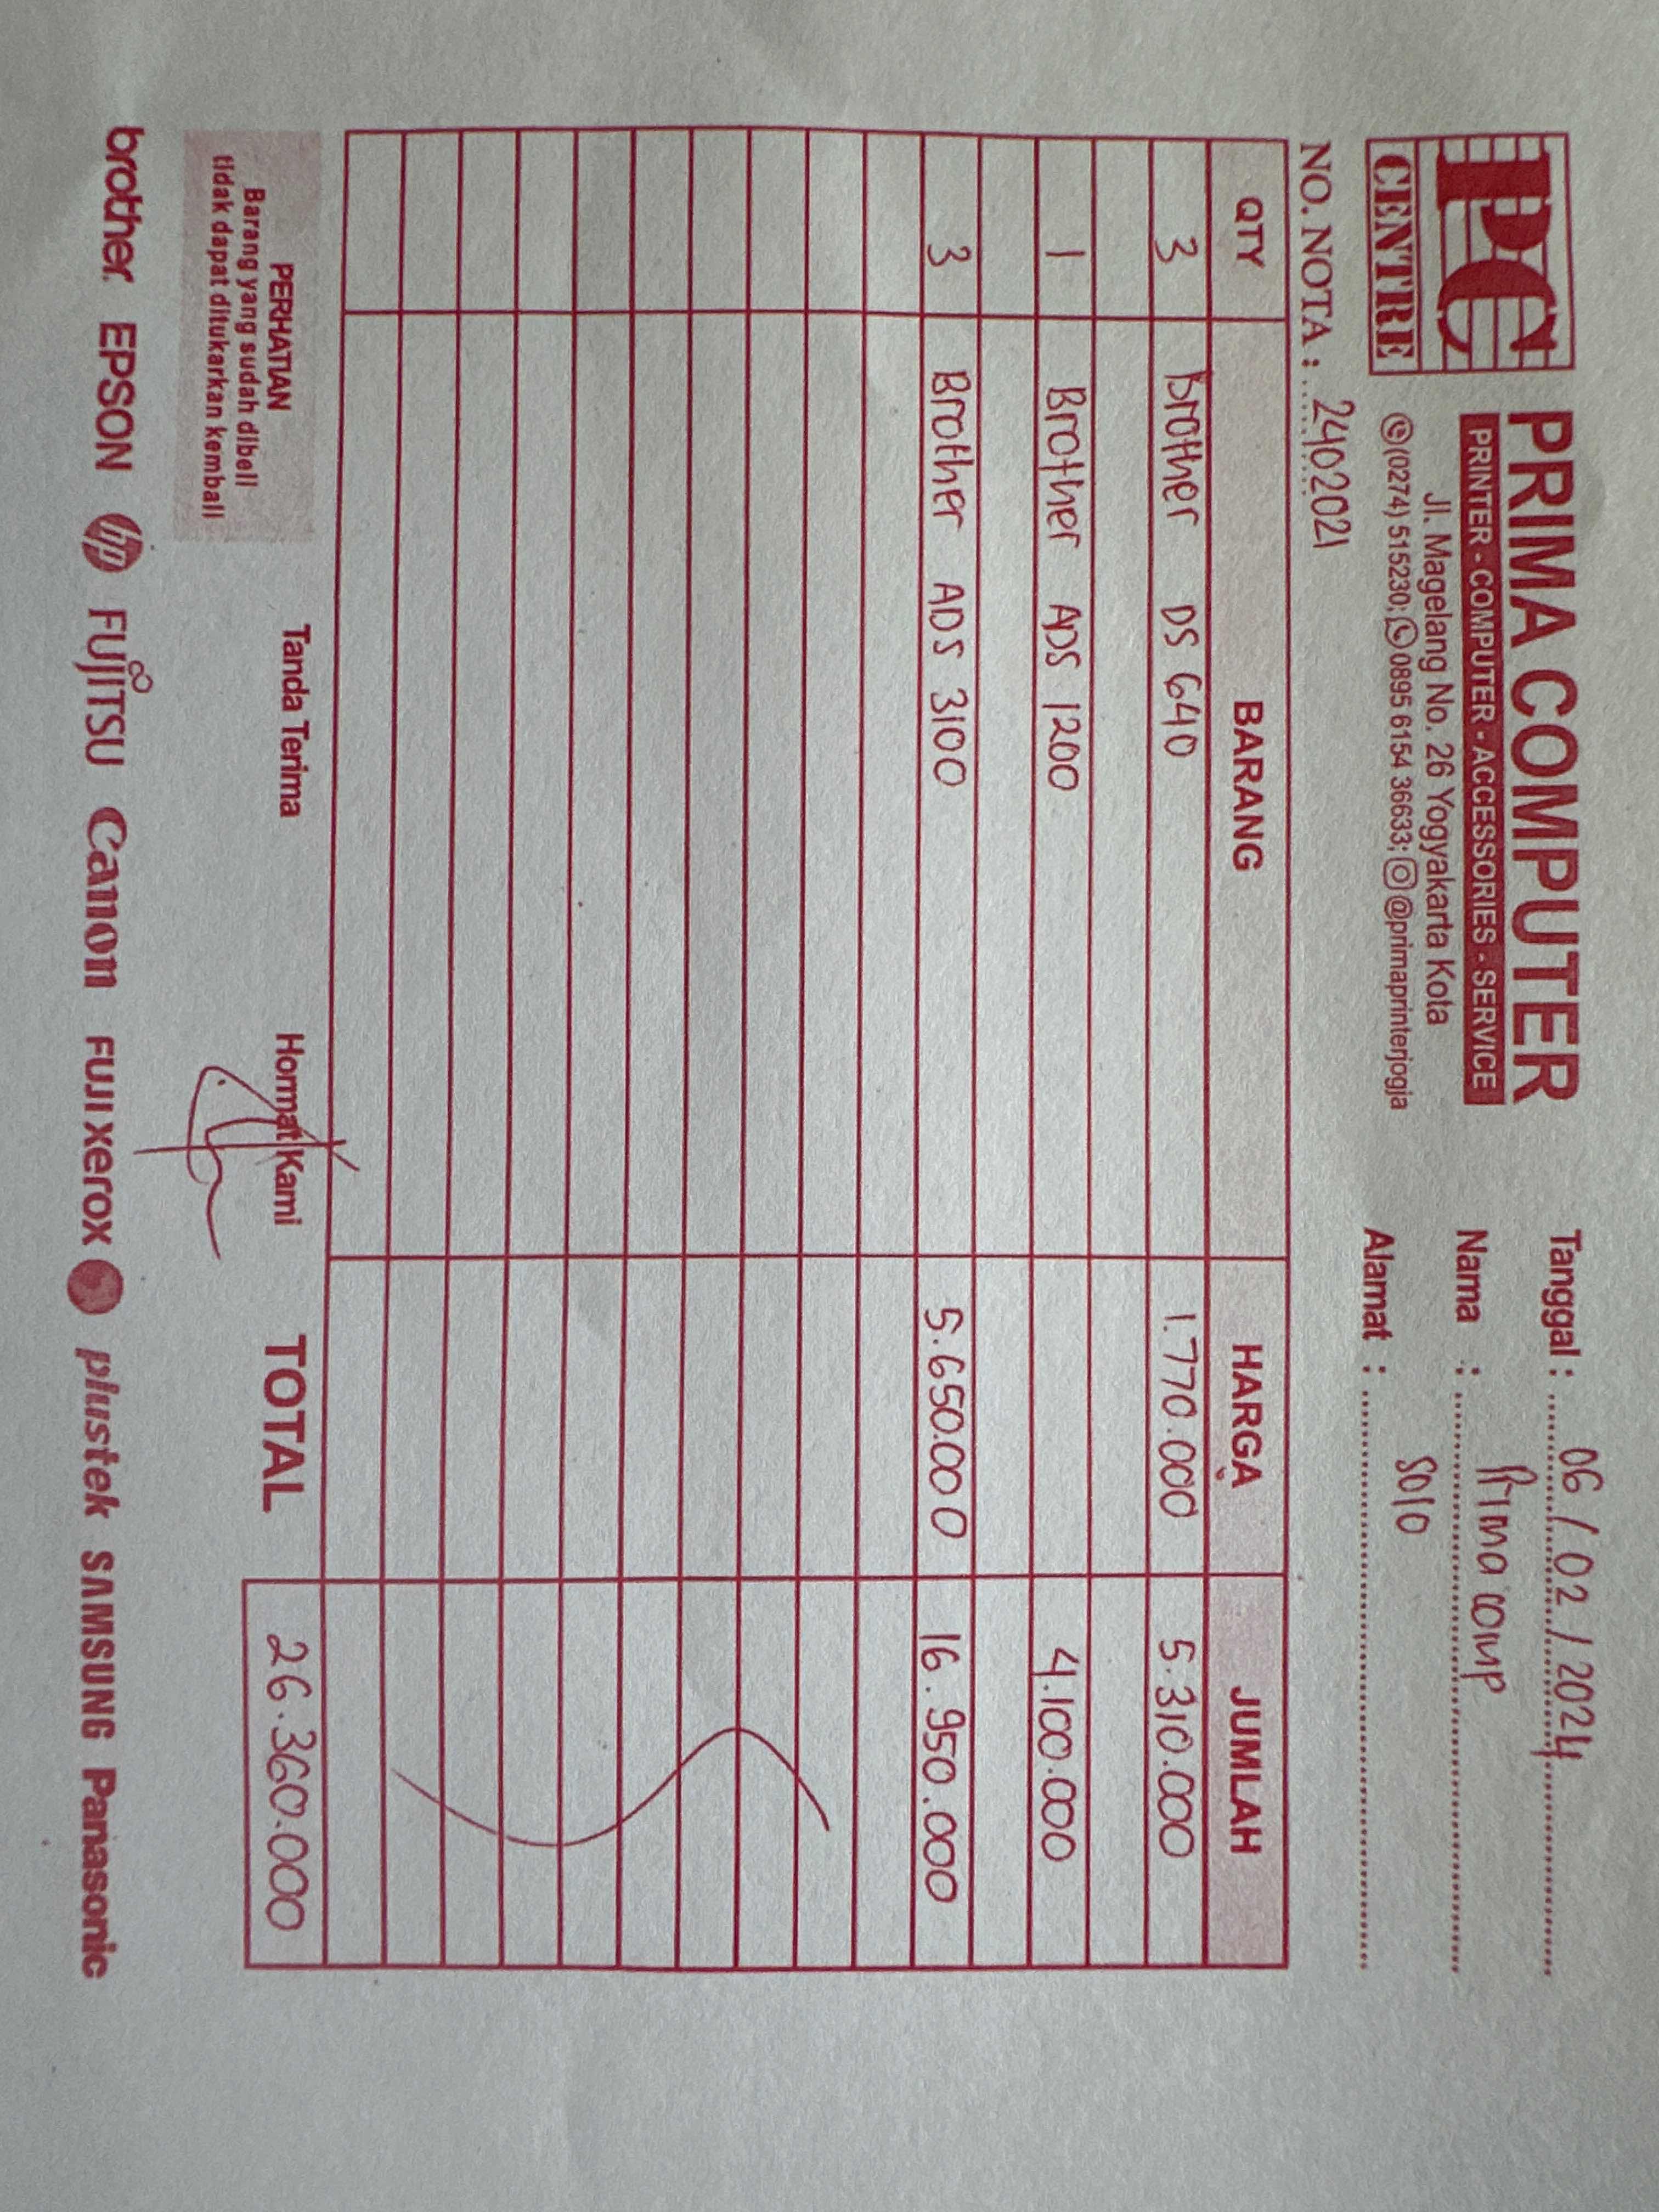 PC
CENTRE
PRIMA COMPUTER
PRINTER - COMPUTER - ACCESSORIES - SERVICE
Jl. Magelang No. 26 Yogyakarta Kota
(0274) 515230; 0895 6154 36633; @primaprinterjogja
Tanggal : 06 / 02 / 2024
Nama : Prima comp
Alamat : Solo
NO. NOTA : 2402021
QTY BARANG HARGA JUMLAH
3 Brother DS 640 1.770.000 5.310.000
1 Brother ADS 1200 4.100.000
3 Brother ADS 3100 5.650.000 16.950.000
PERHATIAN
Barang yang sudah dibeli
tidak dapat ditukarkan kembali
Tanda Terima Hormat Kami TOTAL 26.360.000
brother EPSON hp FUJITSU Canon FUJI xerox plustek SAMSUNG Panasonic